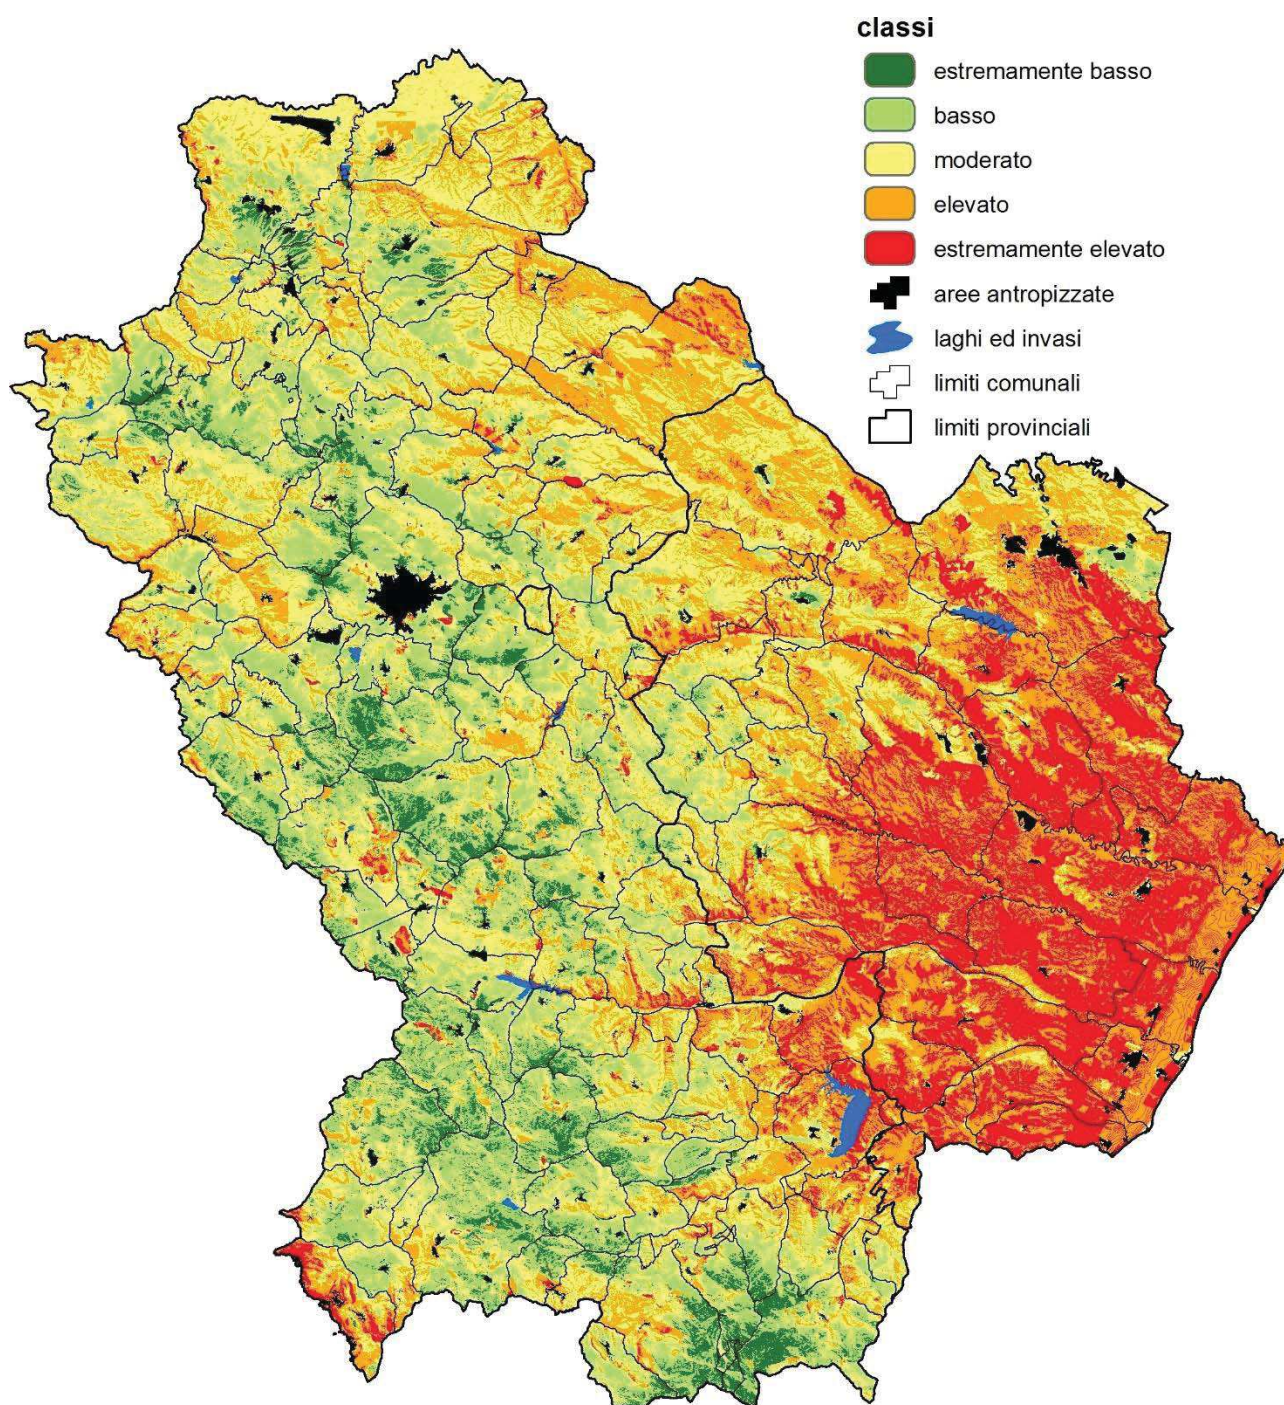 classi
estremamente basso
basso
moderato
elevato
estremamente elevato
aree antropizzate
laghi ed invasi
limiti comunali
limiti provinciali